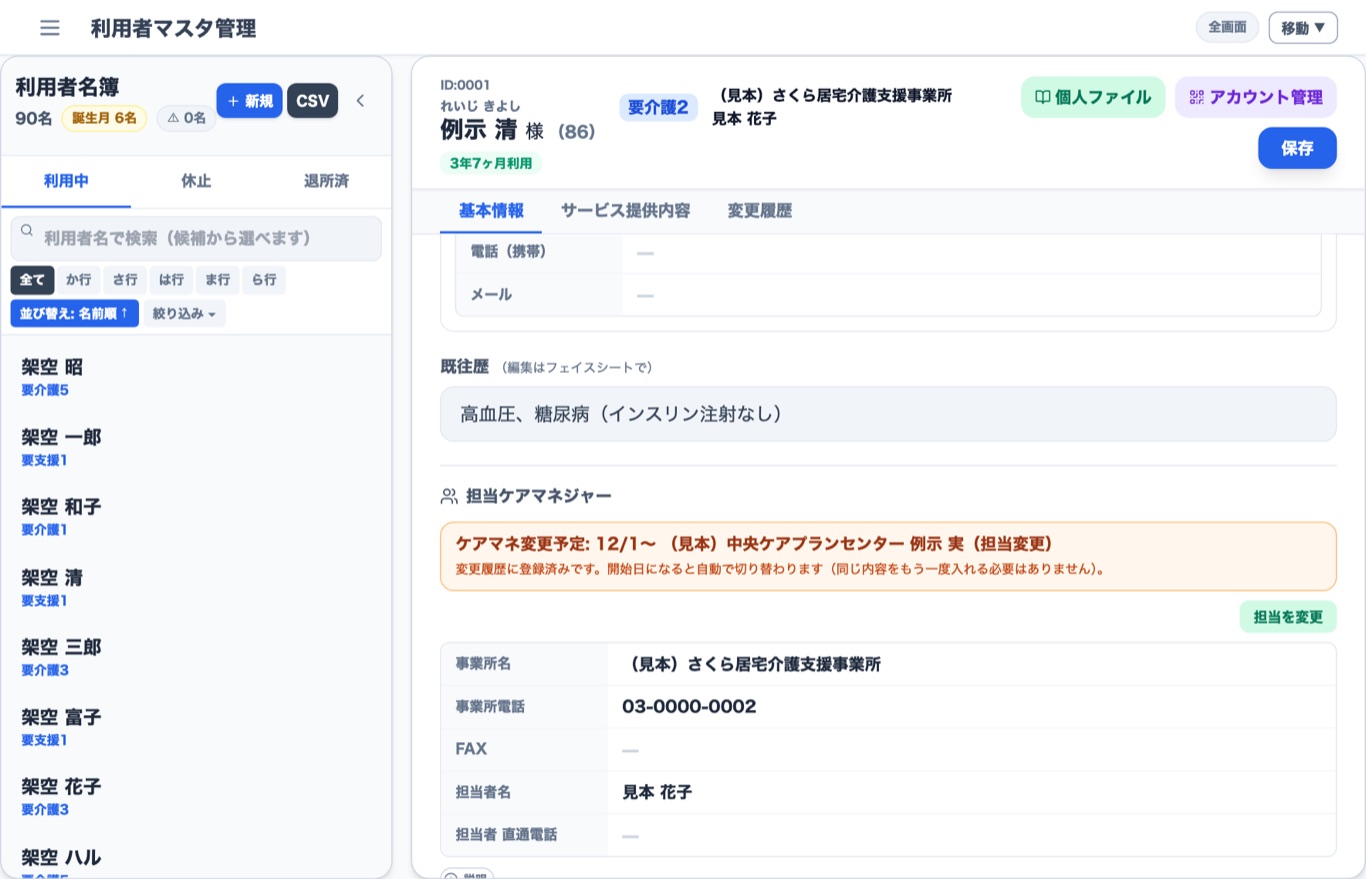 利用者マスタ管理
全画面
移動 ▼
利用者名簿
90名 誕生月 6名 ⚠ 0名
＋ 新規
CSV
利用中 休止 退所済
利用者名で検索（候補から選べます）
全て か行 さ行 は行 ま行 ら行
並び替え: 名前順 ↑ 絞り込み
架空 昭
要介護5
架空 一郎
要支援1
架空 和子
要介護1
架空 清
要支援1
架空 三郎
要介護3
架空 富子
要支援1
架空 花子
要介護3
架空 ハル
ID:0001
れいじ きよし
例示 清 様 （86）
3年7ヶ月利用
要介護2
（見本）さくら居宅介護支援事業所
見本 花子
個人ファイル
アカウント管理
保存
基本情報 サービス提供内容 変更履歴
電話（携帯） —
メール —
既往歴 （編集はフェイスシートで）
高血圧、糖尿病（インスリン注射なし）
担当ケアマネジャー
ケアマネ変更予定: 12/1〜 （見本）中央ケアプランセンター 例示 実（担当変更）
変更履歴に登録済みです。開始日になると自動で切り替わります（同じ内容をもう一度入れる必要はありません）。
担当を変更
事業所名 （見本）さくら居宅介護支援事業所
事業所電話 03-0000-0002
FAX —
担当者名 見本 花子
担当者 直通電話 —